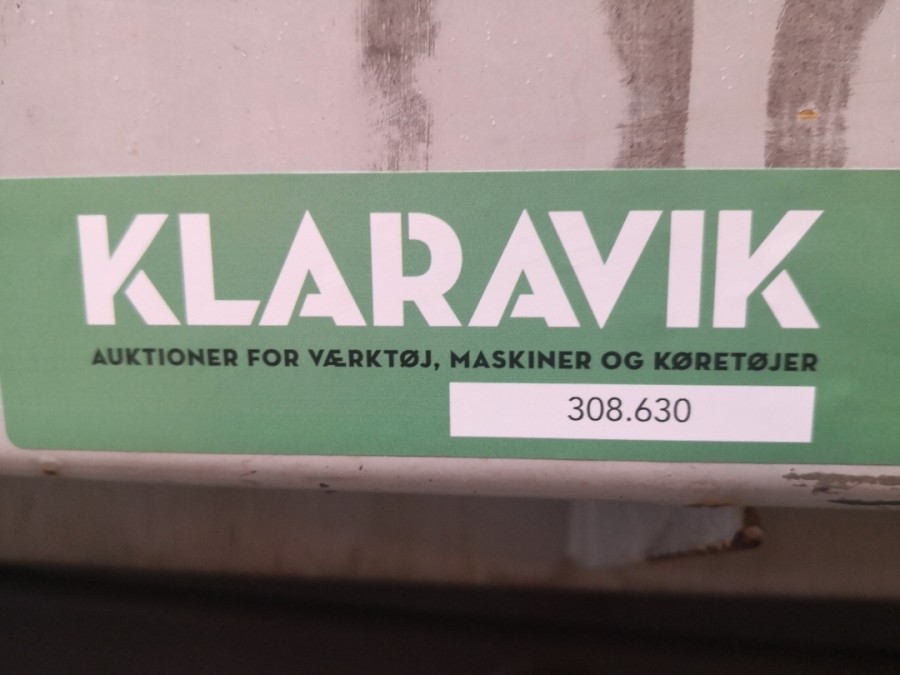 KLARAVIK
AUKTIONER FOR VÆRKTØJ, MASKINER OG KØRETØJER
308.630